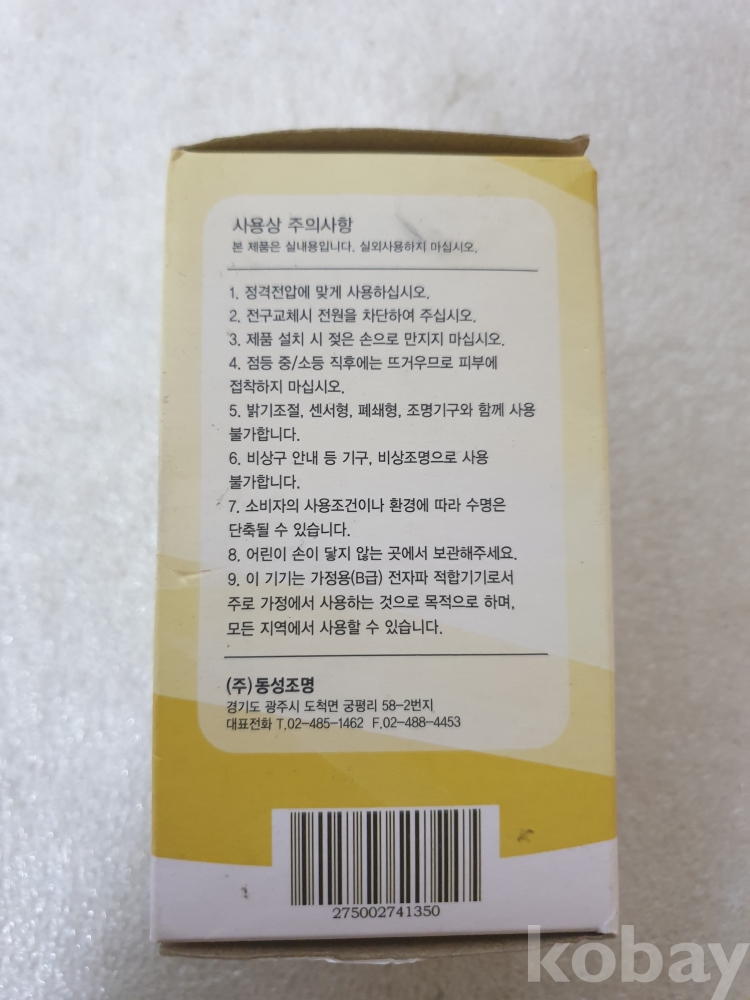 사용상 주의사항
본 제품은 실내용입니다. 실외사용하지 마십시오.
1. 정격전압에 맞게 사용하십시오.
2. 전구교체시 전원을 차단하여 주십시오.
3. 제품 설치 시 젖은 손으로 만지지 마십시오.
4. 점등 중/소등 직후에는 뜨거우므로 피부에
접착하지 마십시오.
5. 밝기조절, 센서형, 폐쇄형, 조명기구와 함께 사용
불가합니다.
6. 비상구 안내 등 기구, 비상조명으로 사용
불가합니다.
7. 소비자의 사용조건이나 환경에 따라 수명은
단축될 수 있습니다.
8. 어린이 손이 닿지 않는 곳에서 보관해주세요.
9. 이 기기는 가정용(B급) 전자파 적합기기로서
주로 가정에서 사용하는 것으로 목적으로 하며,
모든 지역에서 사용할 수 있습니다.
(주)동성조명
경기도 광주시 도척면 궁평리 58-2번지
대표전화 T.02-485-1462 F.02-488-4453
275002741350
kobay